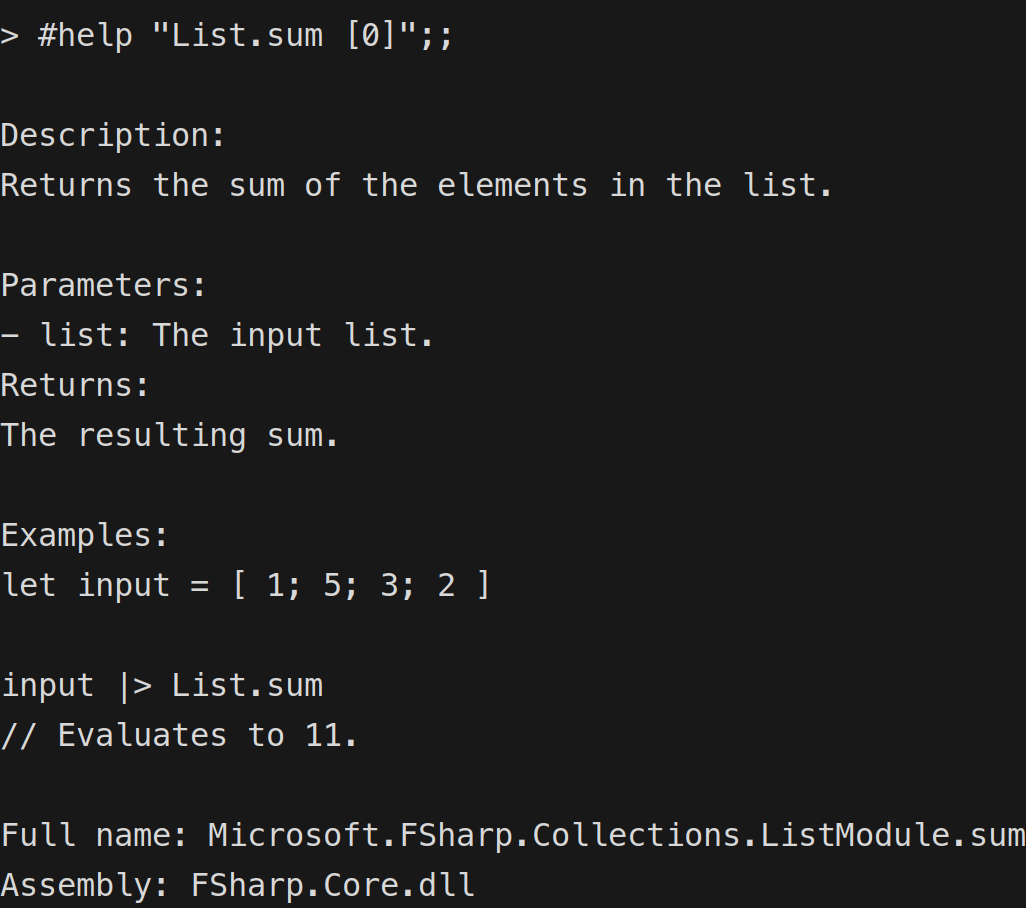 > #help "List.sum [0]";;
Description:
Returns the sum of the elements in the list.
Parameters:
- list: The input list.
Returns:
The resulting sum.
Examples:
let input = [ 1; 5; 3; 2 ]
input |> List.sum
// Evaluates to 11.
Full name: Microsoft.FSharp.Collections.ListModule.sum
Assembly: FSharp.Core.dll